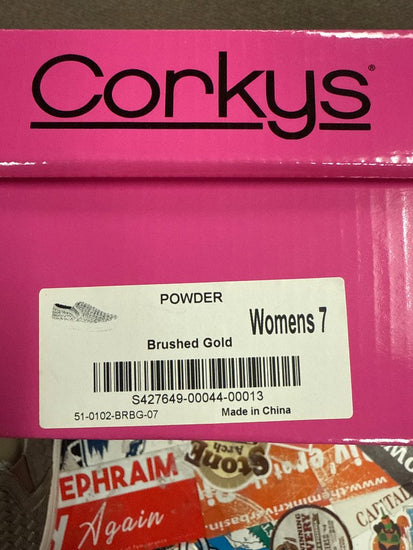 Corkys®
POWDER
Womens 7
Brushed Gold
S427649-00044-00013
51-0102-BRBG-07
Made in China
EPHRAIM
Again
Stone
Arch
CAPITAL